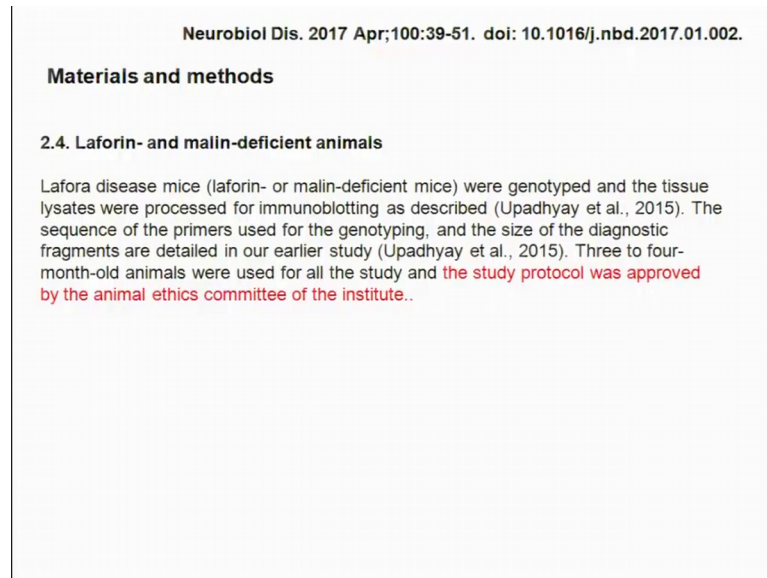 Neurobiol Dis. 2017 Apr;100:39-51. doi: 10.1016/j.nbd.2017.01.002.
Materials and methods
2.4. Laforin- and malin-deficient animals
Lafora disease mice (laforin- or malin-deficient mice) were genotyped and the tissue
lysates were processed for immunoblotting as described (Upadhyay et al., 2015). The
sequence of the primers used for the genotyping, and the size of the diagnostic
fragments are detailed in our earlier study (Upadhyay et al., 2015). Three to four-
month-old animals were used for all the study and the study protocol was approved
by the animal ethics committee of the institute..